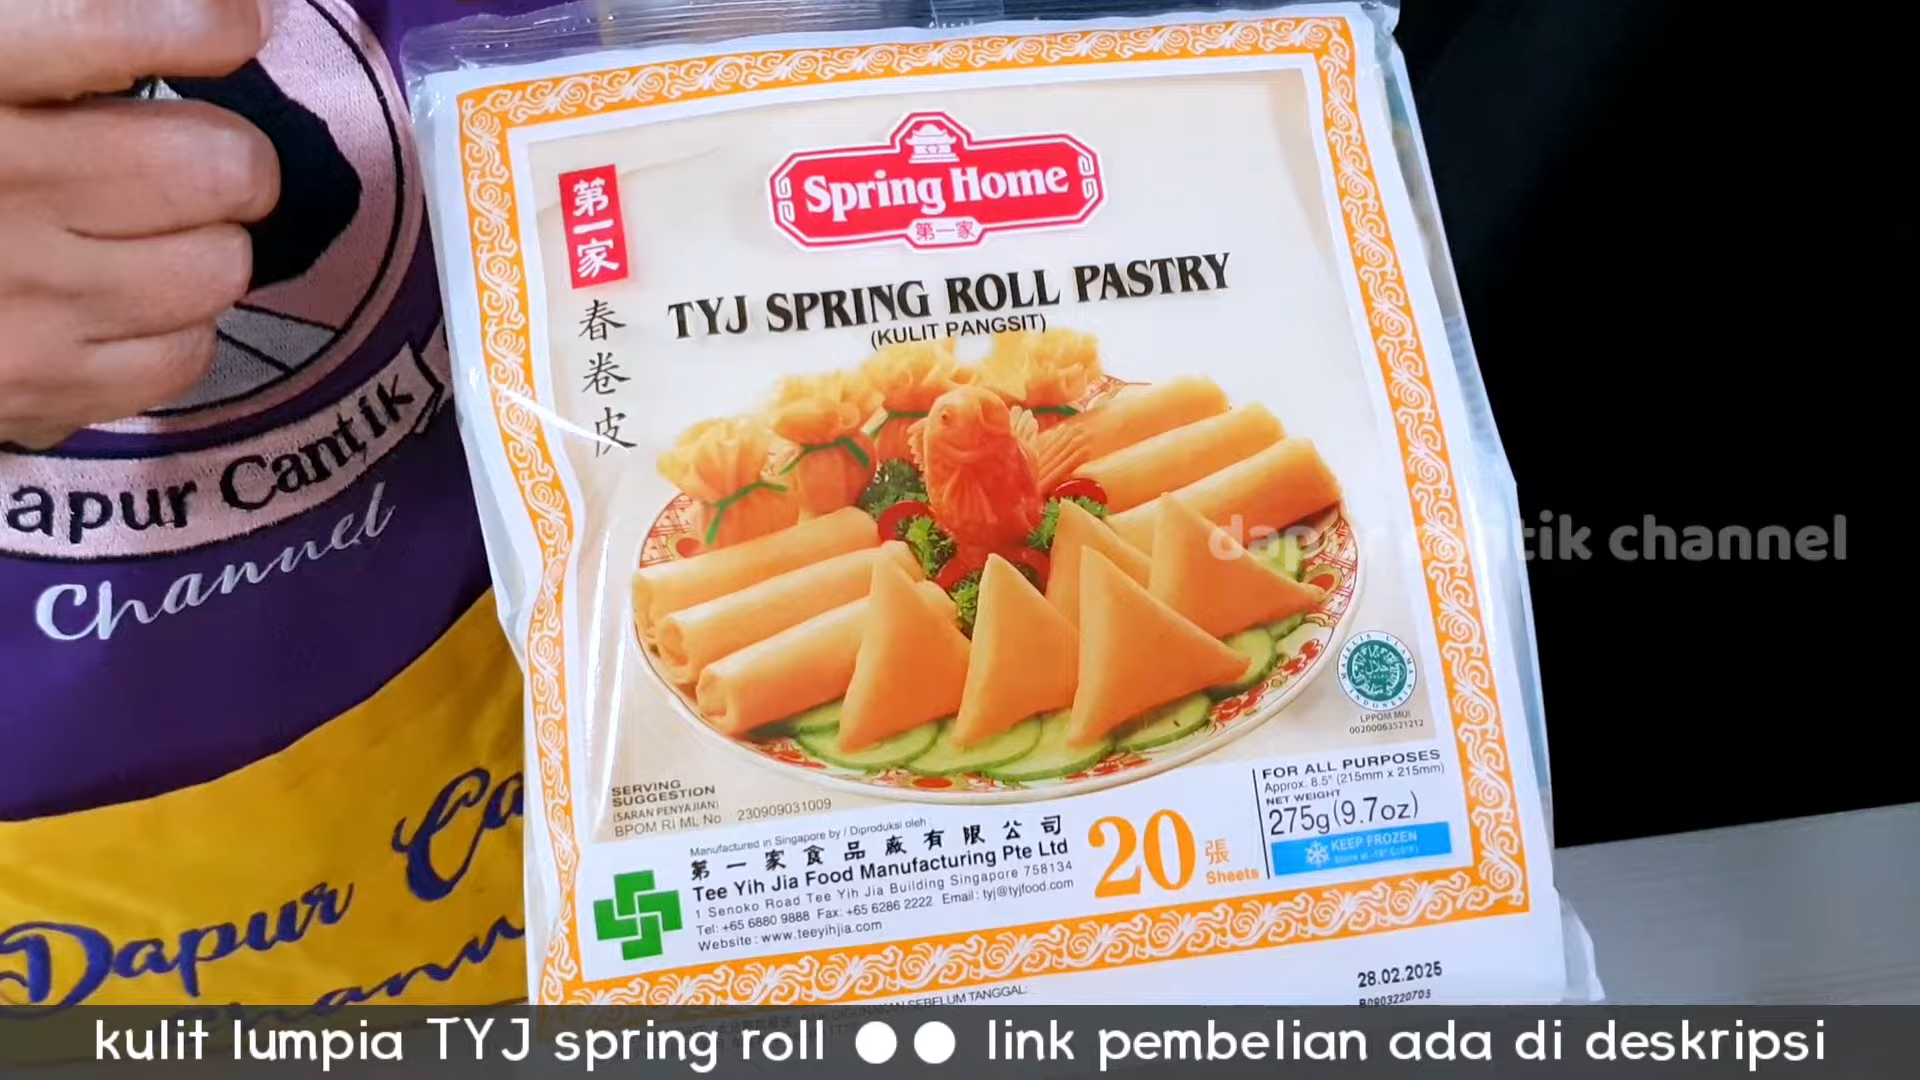 Spring Home
第一家
第一家
春卷皮
TYJ SPRING ROLL PASTRY
(KULIT PANGSIT)
apur Cantik
Channel
dapur cantik channel
LPPOM MUI
00200063521212
SERVING
SUGGESTION
(SARAN PENYAJIAN)
BPOM RI ML No : 230909031009
FOR ALL PURPOSES
Approx. 8.5" (215mm x 215mm)
NET WEIGHT
275g (9.7oz)
KEEP FROZEN
Manufactured in Singapore by / Diproduksi oleh :
第一家食品廠有限公司
Tee Yih Jia Food Manufacturing Pte Ltd
1 Senoko Road Tee Yih Jia Building Singapore 758134
Tel: +65 6880 9888 Fax: +65 6286 2222 Email: tyj@tyjfood.com
Website: www.teeyihjia.com
20 張
Sheets
Dapur Ca
28.02.2025
B0903220705
SEBELUM TANGGAL:
kulit lumpia TYJ spring roll ●● link pembelian ada di deskripsi